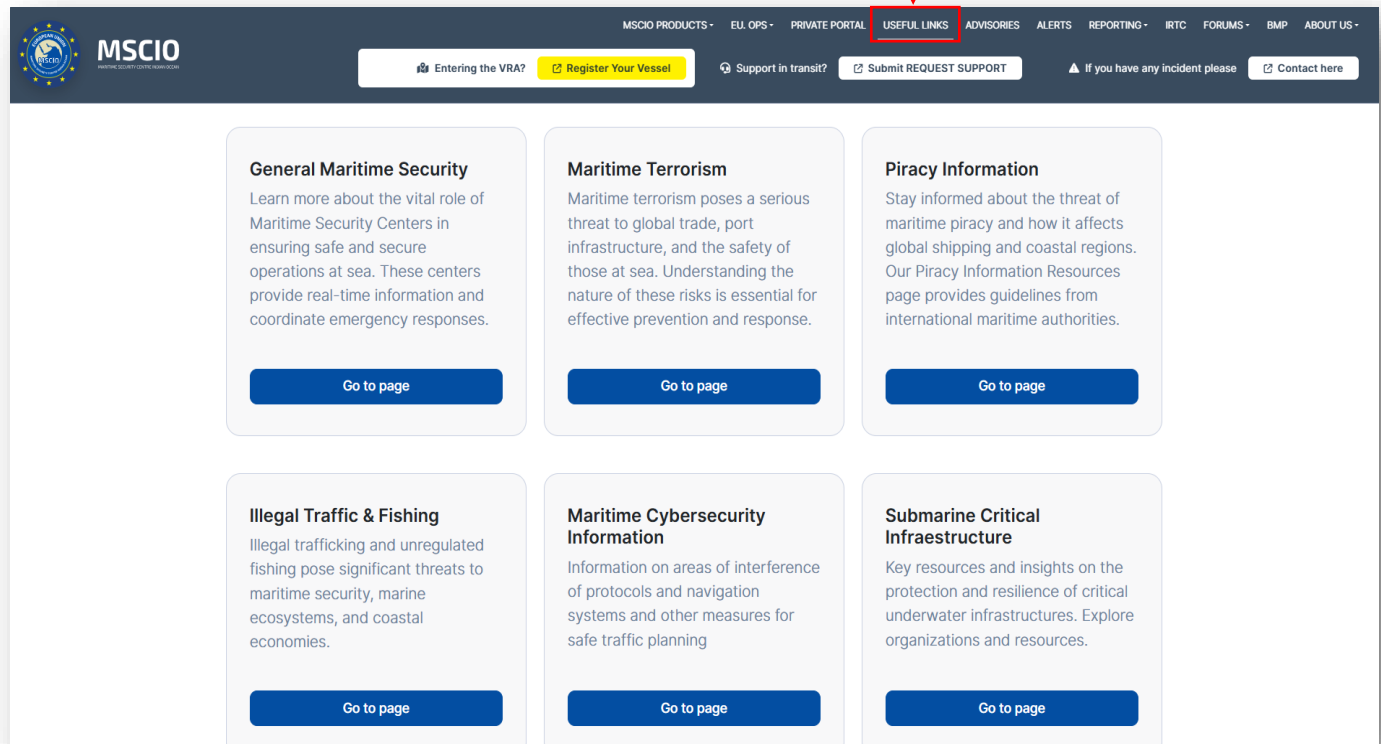 MSCIO PRODUCTS
EU. OPS
PRIVATE PORTAL
USEFUL LINKS
ADVISORIES
ALERTS
REPORTING
IRTC
FORUMS
BMP
ABOUT US
EUROPEAN UNION
MSCIO
MSCIO
MARITIME SECURITY CENTRE INDIAN OCEAN
Entering the VRA?
Register Your Vessel
Support in transit?
Submit REQUEST SUPPORT
If you have any incident please
Contact here
General Maritime Security
Learn more about the vital role of
Maritime Security Centers in
ensuring safe and secure
operations at sea. These centers
provide real-time information and
coordinate emergency responses.
Go to page
Maritime Terrorism
Maritime terrorism poses a serious
threat to global trade, port
infrastructure, and the safety of
those at sea. Understanding the
nature of these risks is essential for
effective prevention and response.
Go to page
Piracy Information
Stay informed about the threat of
maritime piracy and how it affects
global shipping and coastal regions.
Our Piracy Information Resources
page provides guidelines from
international maritime authorities.
Go to page
Illegal Traffic & Fishing
Illegal trafficking and unregulated
fishing pose significant threats to
maritime security, marine
ecosystems, and coastal
economies.
Go to page
Maritime Cybersecurity
Information
Information on areas of interference
of protocols and navigation
systems and other measures for
safe traffic planning
Go to page
Submarine Critical
Infraestructure
Key resources and insights on the
protection and resilience of critical
underwater infrastructures. Explore
organizations and resources.
Go to page